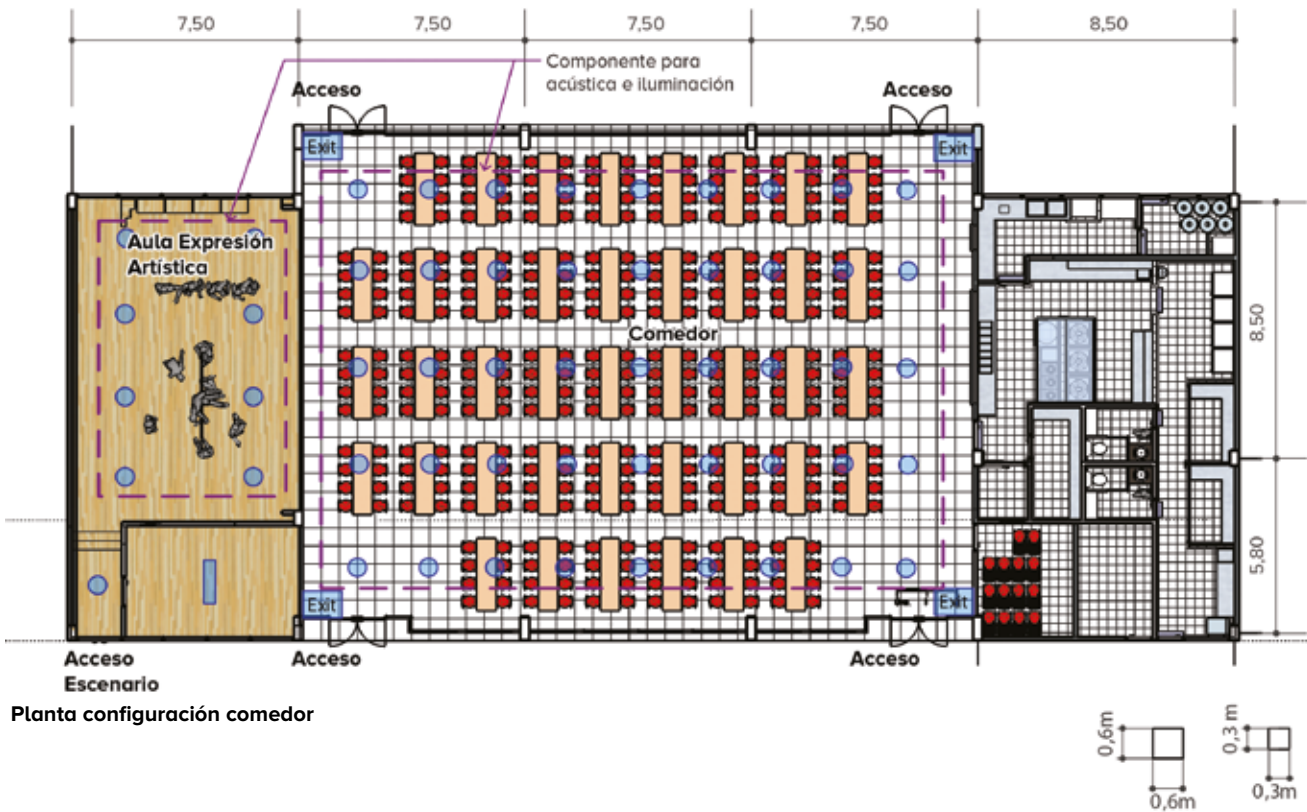 7,50
7,50
7,50
7,50
8,50
Componente para
acústica e iluminación
Acceso
Acceso
Exit
Exit
Aula Expresión
Artística
Comedor
8,50
5,80
Exit
Exit
Acceso
Escenario
Acceso
Acceso
Planta configuración comedor
0,6m
0,3 m
0,6m
0,3m